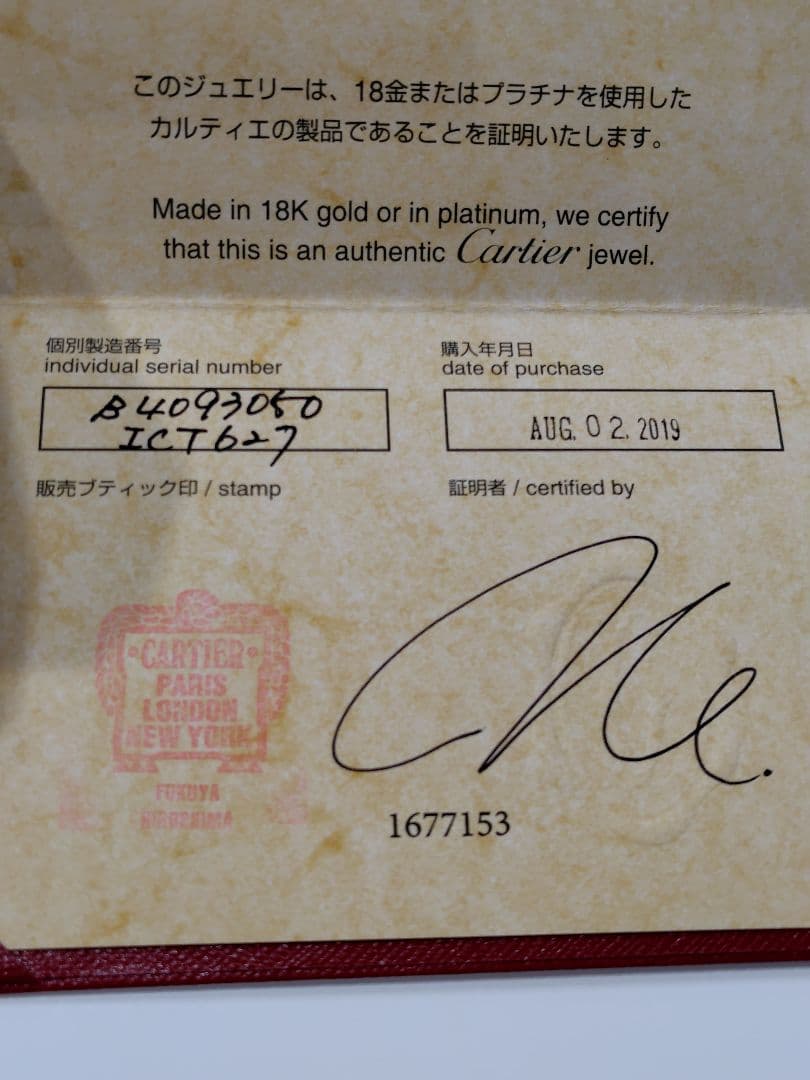 このジュエリーは、18金またはプラチナを使用した
カルティエの製品であることを証明いたします。
Made in 18K gold or in platinum, we certify
that this is an authentic Cartier jewel.
個別製造番号
individual serial number
B4093050
ICT627
購入年月日
date of purchase
AUG. 02. 2019
販売ブティック印 / stamp
証明者 / certified by
CARTIER
PARIS
LONDON
NEW YORK
FUKUYA
HIROSHIMA
1677153